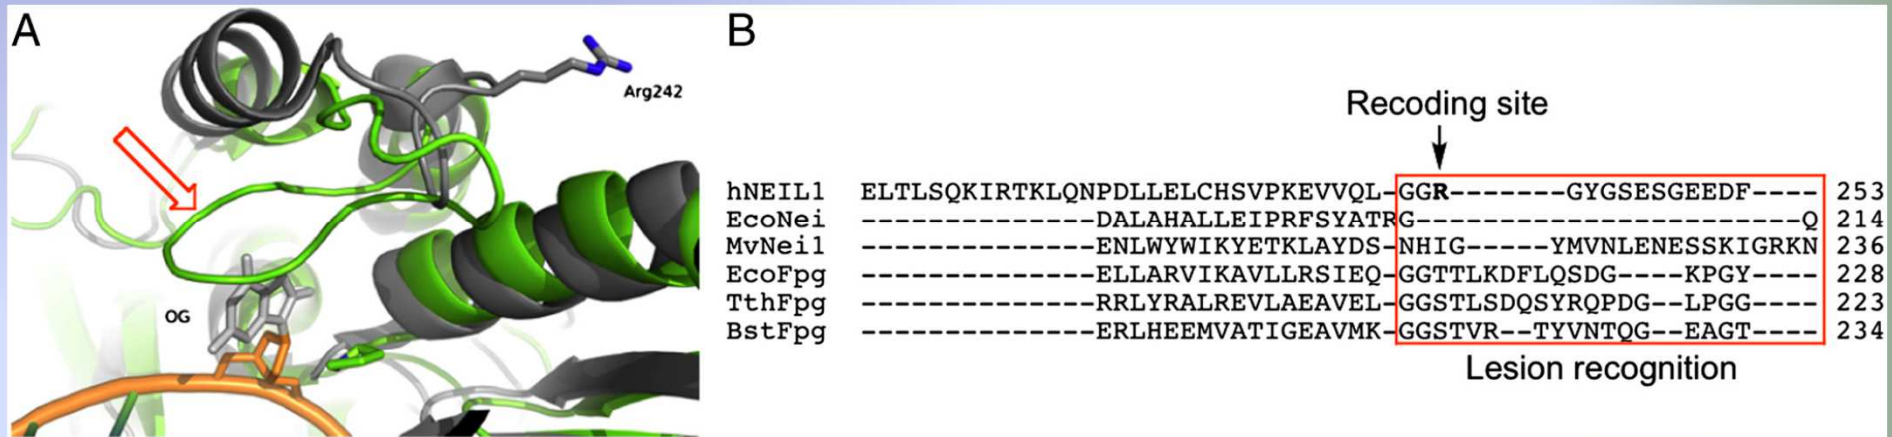 A
Arg242
OG
B
Recoding site
hNEIL1 ELTLSQKIRTKLQNPDLLELCHSVPKEVVQL-GGR-------GYGSESGEEDF---- 253
EcoNei --------------DALAHALLEIPRFSYATRG-----------------------Q 214
MvNei1 --------------ENLWYWIKYETKLAYDS-NHIG-----YMVNLENESSKIGRKN 236
EcoFpg --------------ELLARVIKAVLLRSIEQ-GGTTLKDFLQSDG----KPGY---- 228
TthFpg --------------RRLYRALREVLAEAVEL-GGSTLSDQSYRQPDG--LPGG---- 223
BstFpg --------------ERLHEEMVATIGEAVMK-GGSTVR--TYVNTQG--EAGT---- 234
Lesion recognition